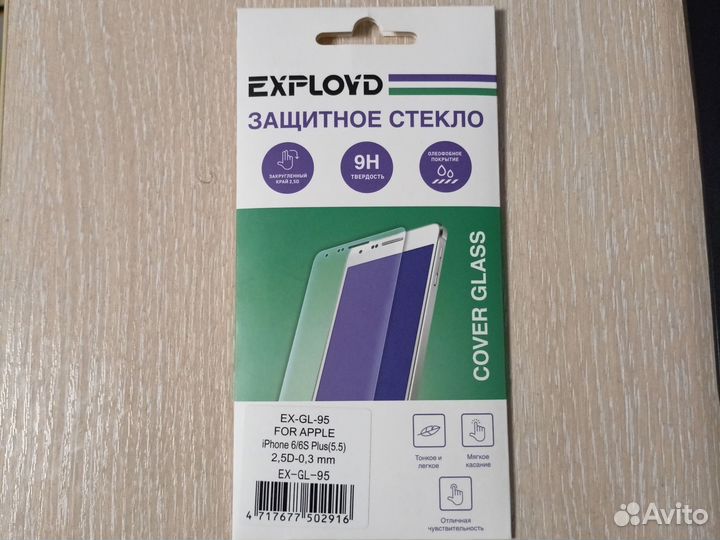 EXPLOYD
ЗАЩИТНОЕ СТЕКЛО
ЗАКРУГЛЕННЫЙ
КРАЙ 2,5D
9H
ТВЕРДОСТЬ
ОЛЕОФОБНОЕ
ПОКРЫТИЕ
COVER GLASS
EX-GL-95
FOR APPLE
iPhone 6/6S Plus(5.5)
2,5D-0,3 mm
EX-GL-95
4 717677 502916
Тонкое и
легкое
Мягкое
касание
Отличная
чувствительность
Avito